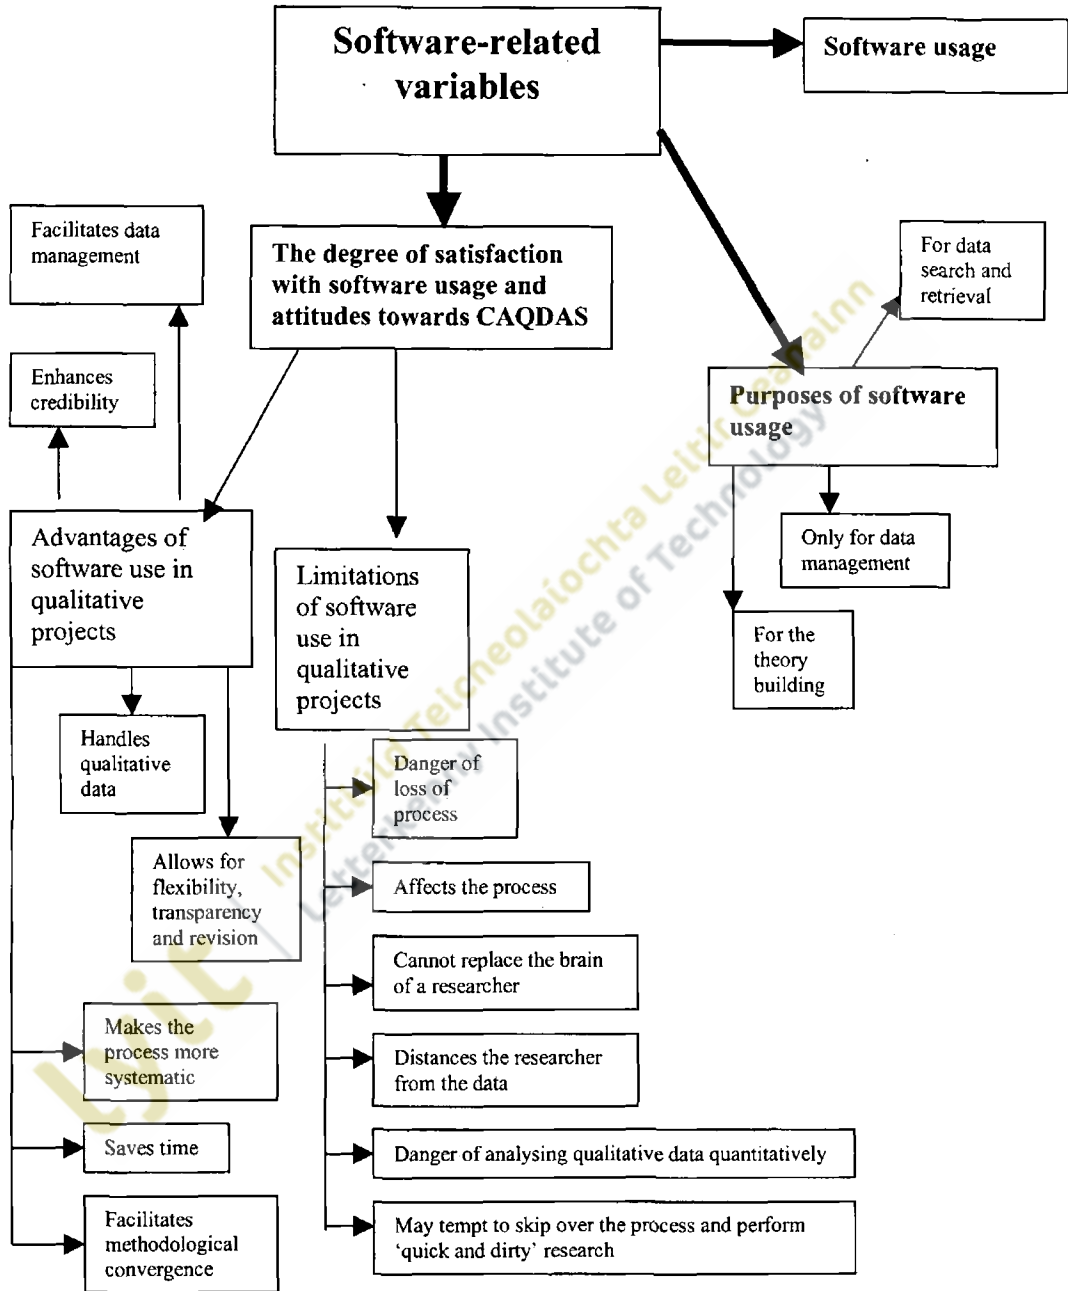 Software-related
variables
Software usage
Facilitates data
management
The degree of satisfaction
with software usage and
attitudes towards CAQDAS
For data
search and
retrieval
Enhances
credibility
Purposes of software
usage
Advantages of
software use in
qualitative
projects
Limitations
of software
use in
qualitative
projects
Only for data
management
For the
theory
building
Handles
qualitative
data
Danger of
loss of
process
Allows for
flexibility,
transparency
and revision
Affects the process
Cannot replace the brain
of a researcher
Makes the
process more
systematic
Distances the researcher
from the data
Saves time
Danger of analysing qualitative data quantitatively
Facilitates
methodological
convergence
May tempt to skip over the process and perform
‘quick and dirty’ research
lyit
Institiúid Teicneolaíochta Leitir Ceanainn
Letterkenny Institute of Technology